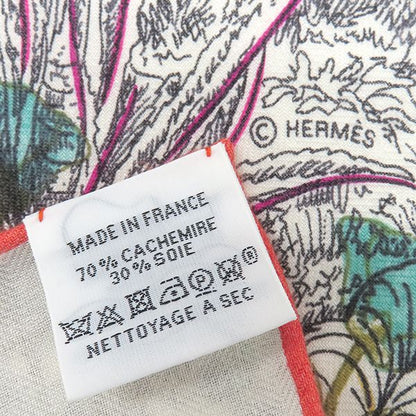 © HERMÈS
MADE IN FRANCE
70% CACHEMIRE
30% SOIE
NETTOYAGE A SEC